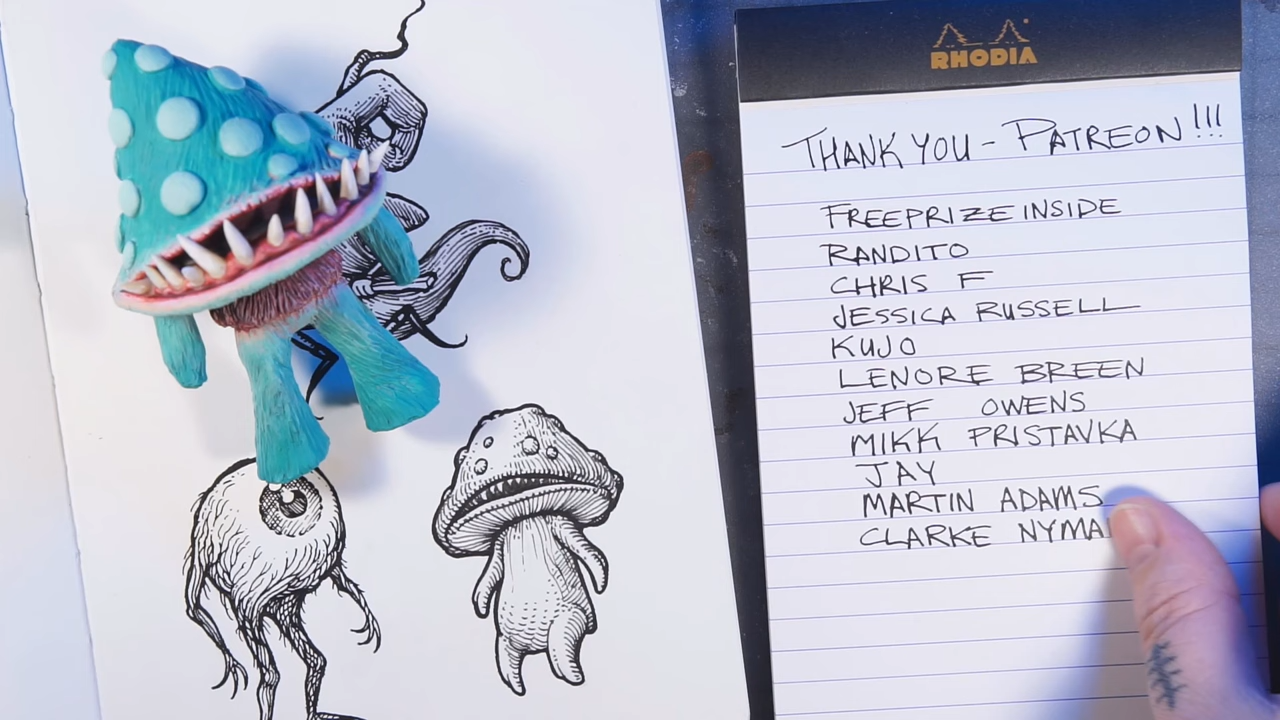 RHODIA
THANK YOU - PATREON!!!
FREEPRIZEINSIDE
RANDITO
CHRIS F
JESSICA RUSSELL
KUJO
LENORE BREEN
JEFF OWENS
MIKK PRISTAVKA
JAY
MARTIN ADAMS
CLARKE NYMA